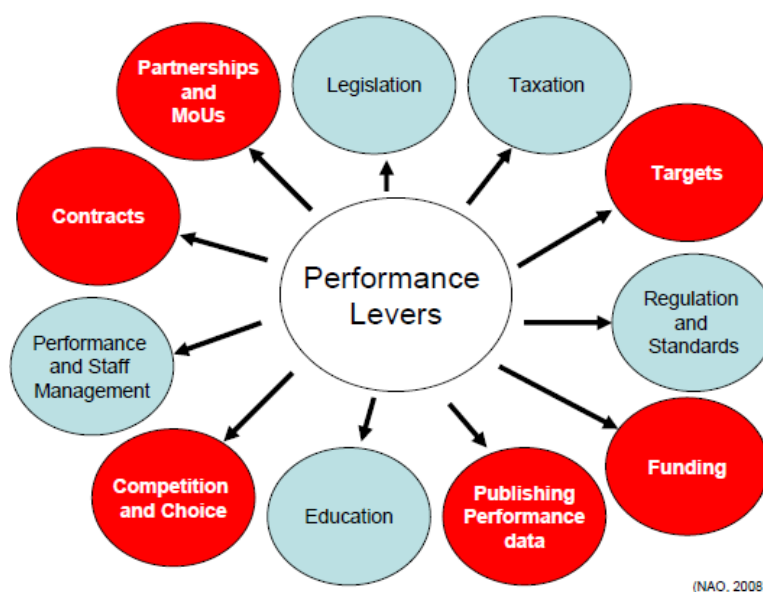 Partnerships
and
MoUs
Legislation
Taxation
Targets
Contracts
Performance
Levers
Regulation
and
Standards
Performance
and Staff
Management
Funding
Competition
and Choice
Education
Publishing
Performance
data
(NAO, 2008